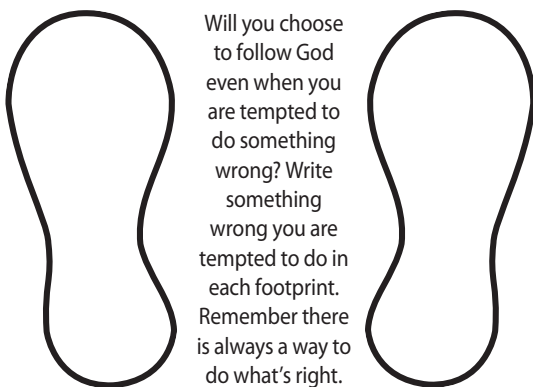 Will you choose
to follow God
even when you
are tempted to
do something
wrong? Write
something
wrong you are
tempted to do in
each footprint.
Remember there
is always a way to
do what's right.